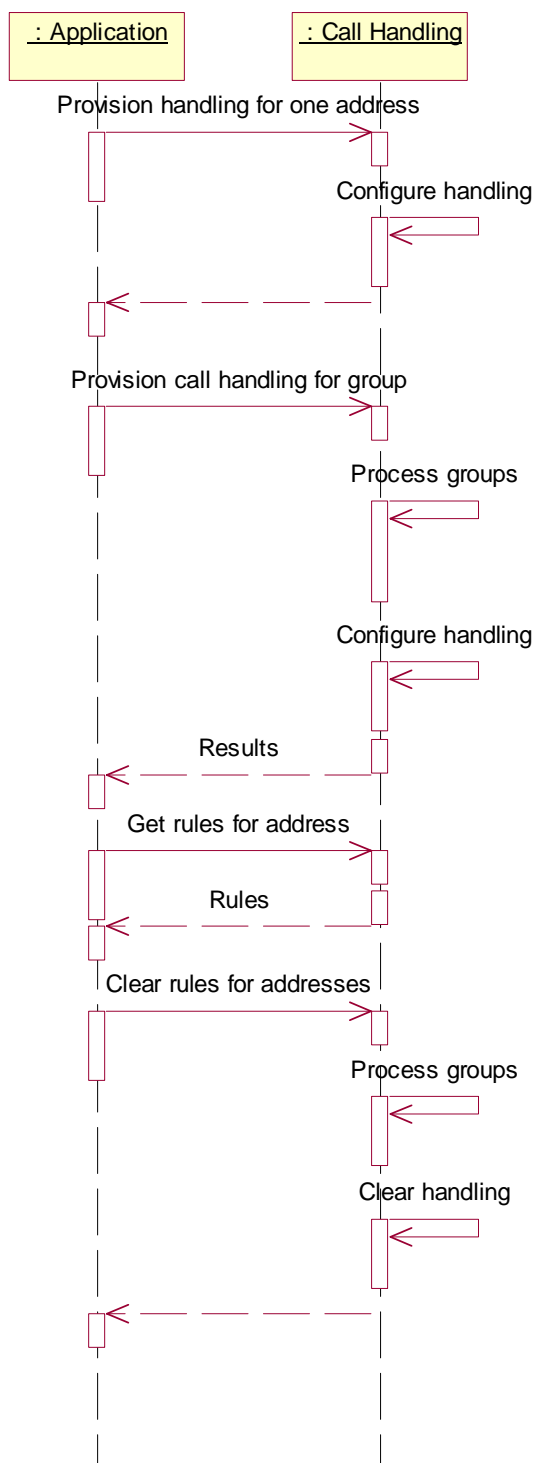 : Application
: Call Handling
Provision handling for one address
Configure handling
Provision call handling for group
Process groups
Configure handling
Results
Get rules for address
Rules
Clear rules for addresses
Process groups
Clear handling